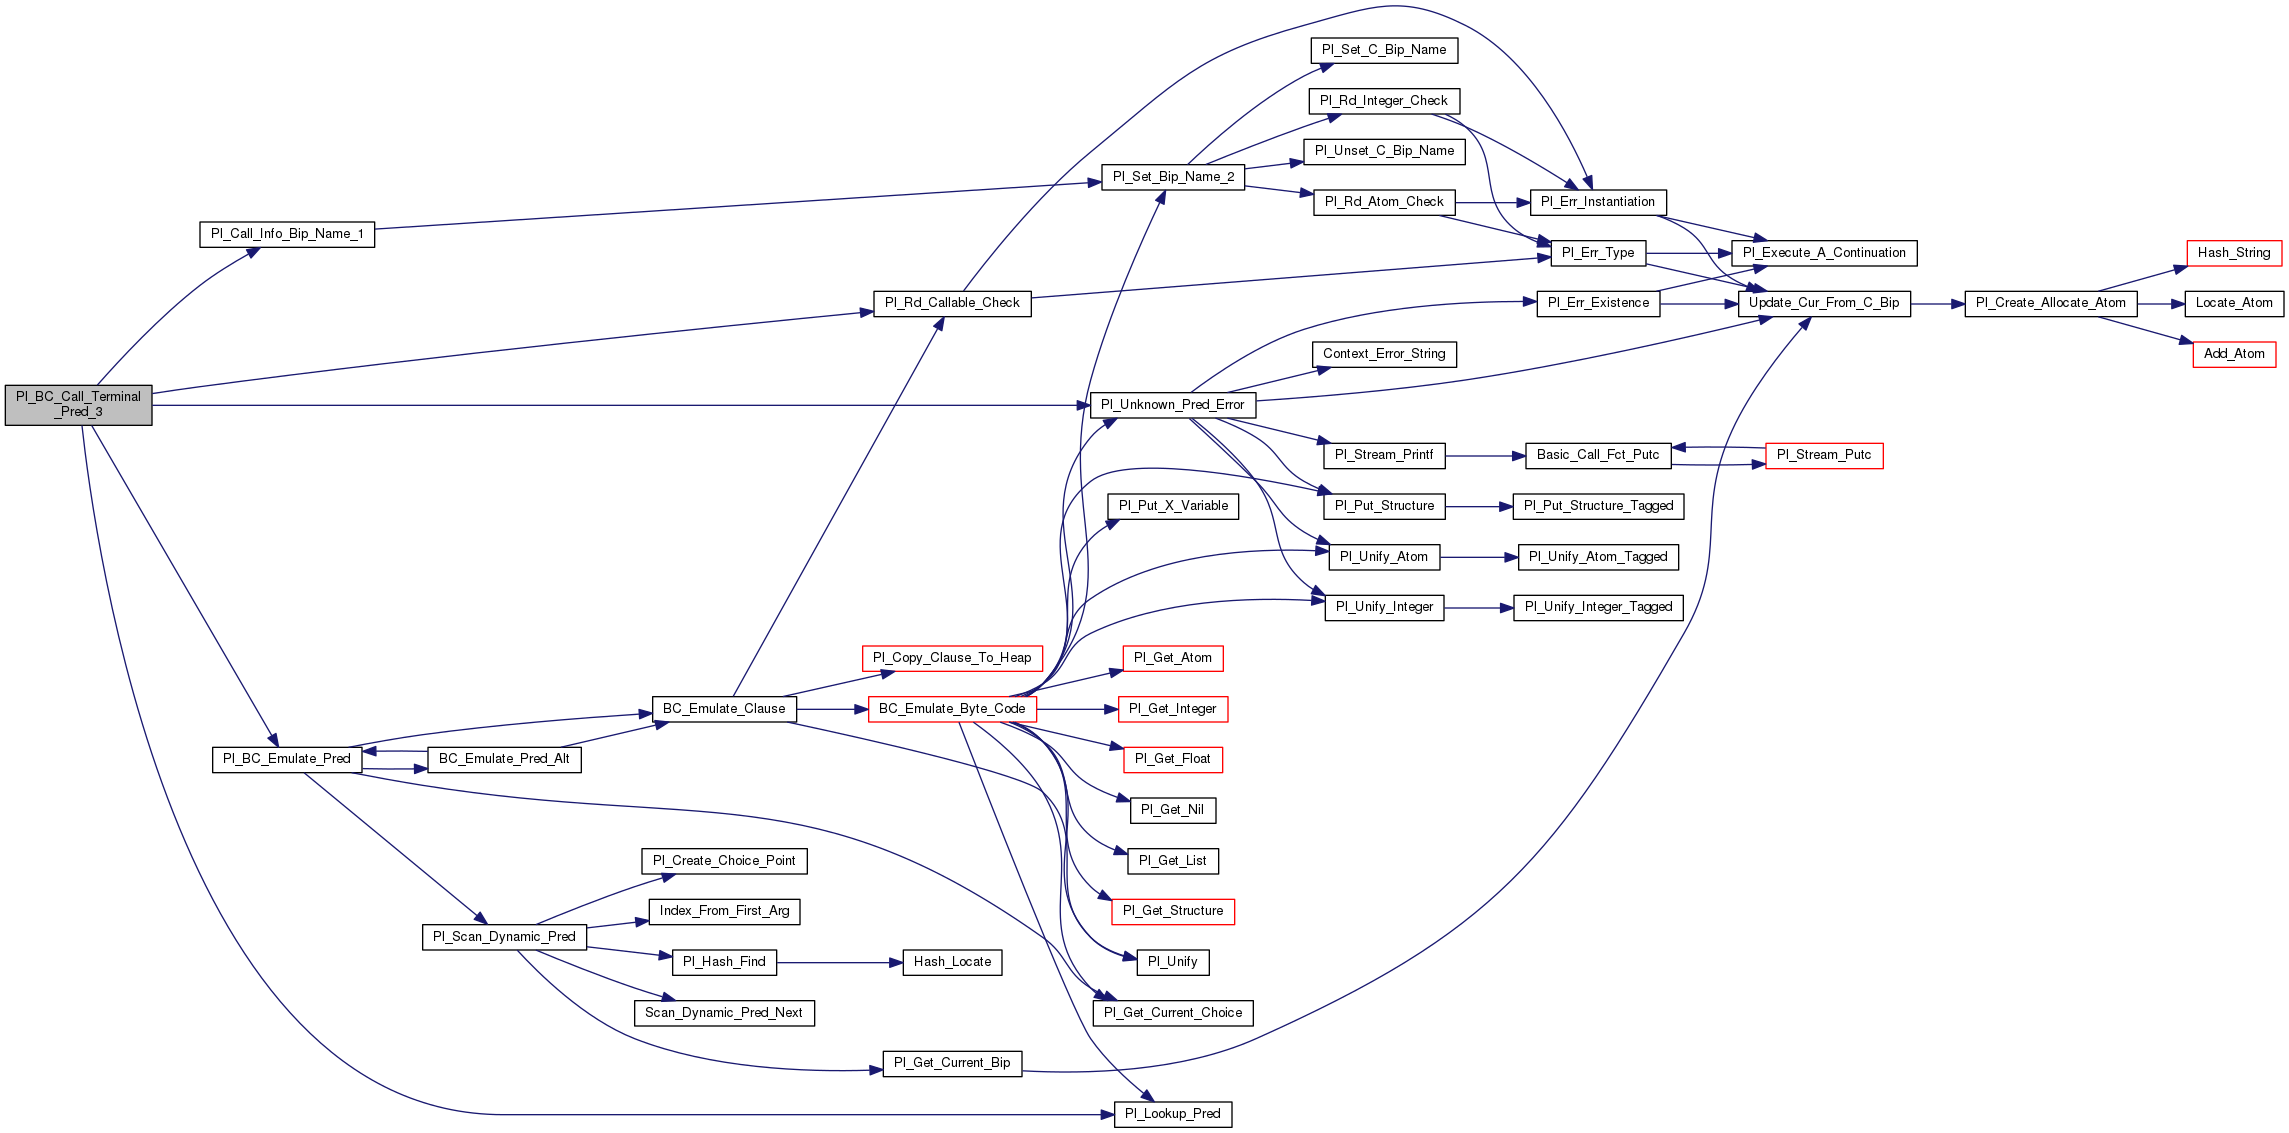 Pl_BC_Call_Terminal
_Pred_3
Pl_Call_Info_Bip_Name_1
Pl_Rd_Callable_Check
Pl_BC_Emulate_Pred
BC_Emulate_Pred_Alt
Pl_Scan_Dynamic_Pred
BC_Emulate_Clause
Pl_Create_Choice_Point
Index_From_First_Arg
Pl_Hash_Find
Scan_Dynamic_Pred_Next
Pl_Copy_Clause_To_Heap
BC_Emulate_Byte_Code
Hash_Locate
Pl_Get_Current_Bip
Pl_Set_Bip_Name_2
Pl_Unknown_Pred_Error
Pl_Put_X_Variable
Pl_Get_Atom
Pl_Get_Integer
Pl_Get_Float
Pl_Get_Nil
Pl_Get_List
Pl_Get_Structure
Pl_Unify
Pl_Get_Current_Choice
Pl_Lookup_Pred
Pl_Set_C_Bip_Name
Pl_Rd_Integer_Check
Pl_Unset_C_Bip_Name
Pl_Rd_Atom_Check
Context_Error_String
Pl_Stream_Printf
Pl_Put_Structure
Pl_Unify_Atom
Pl_Unify_Integer
Pl_Err_Instantiation
Pl_Err_Type
Pl_Err_Existence
Basic_Call_Fct_Putc
Pl_Put_Structure_Tagged
Pl_Unify_Atom_Tagged
Pl_Unify_Integer_Tagged
Pl_Execute_A_Continuation
Update_Cur_From_C_Bip
Pl_Stream_Putc
Pl_Create_Allocate_Atom
Hash_String
Locate_Atom
Add_Atom